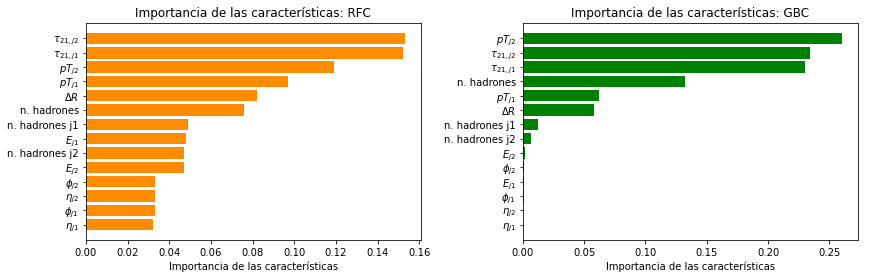 Importancia de las características: RFC
τ21,J2
τ21,J1
pTJ2
pTJ1
ΔR
n. hadrones
n. hadrones j1
EJ1
n. hadrones j2
EJ2
ϕJ2
ηJ2
ϕJ1
ηJ1
0.00 0.02 0.04 0.06 0.08 0.10 0.12 0.14 0.16
Importancia de las características
Importancia de las características: GBC
pTJ2
τ21,J2
τ21,J1
n. hadrones
pTJ1
ΔR
n. hadrones j1
n. hadrones j2
EJ2
ϕJ2
EJ1
ϕJ1
ηJ2
ηJ1
0.00 0.05 0.10 0.15 0.20 0.25
Importancia de las características